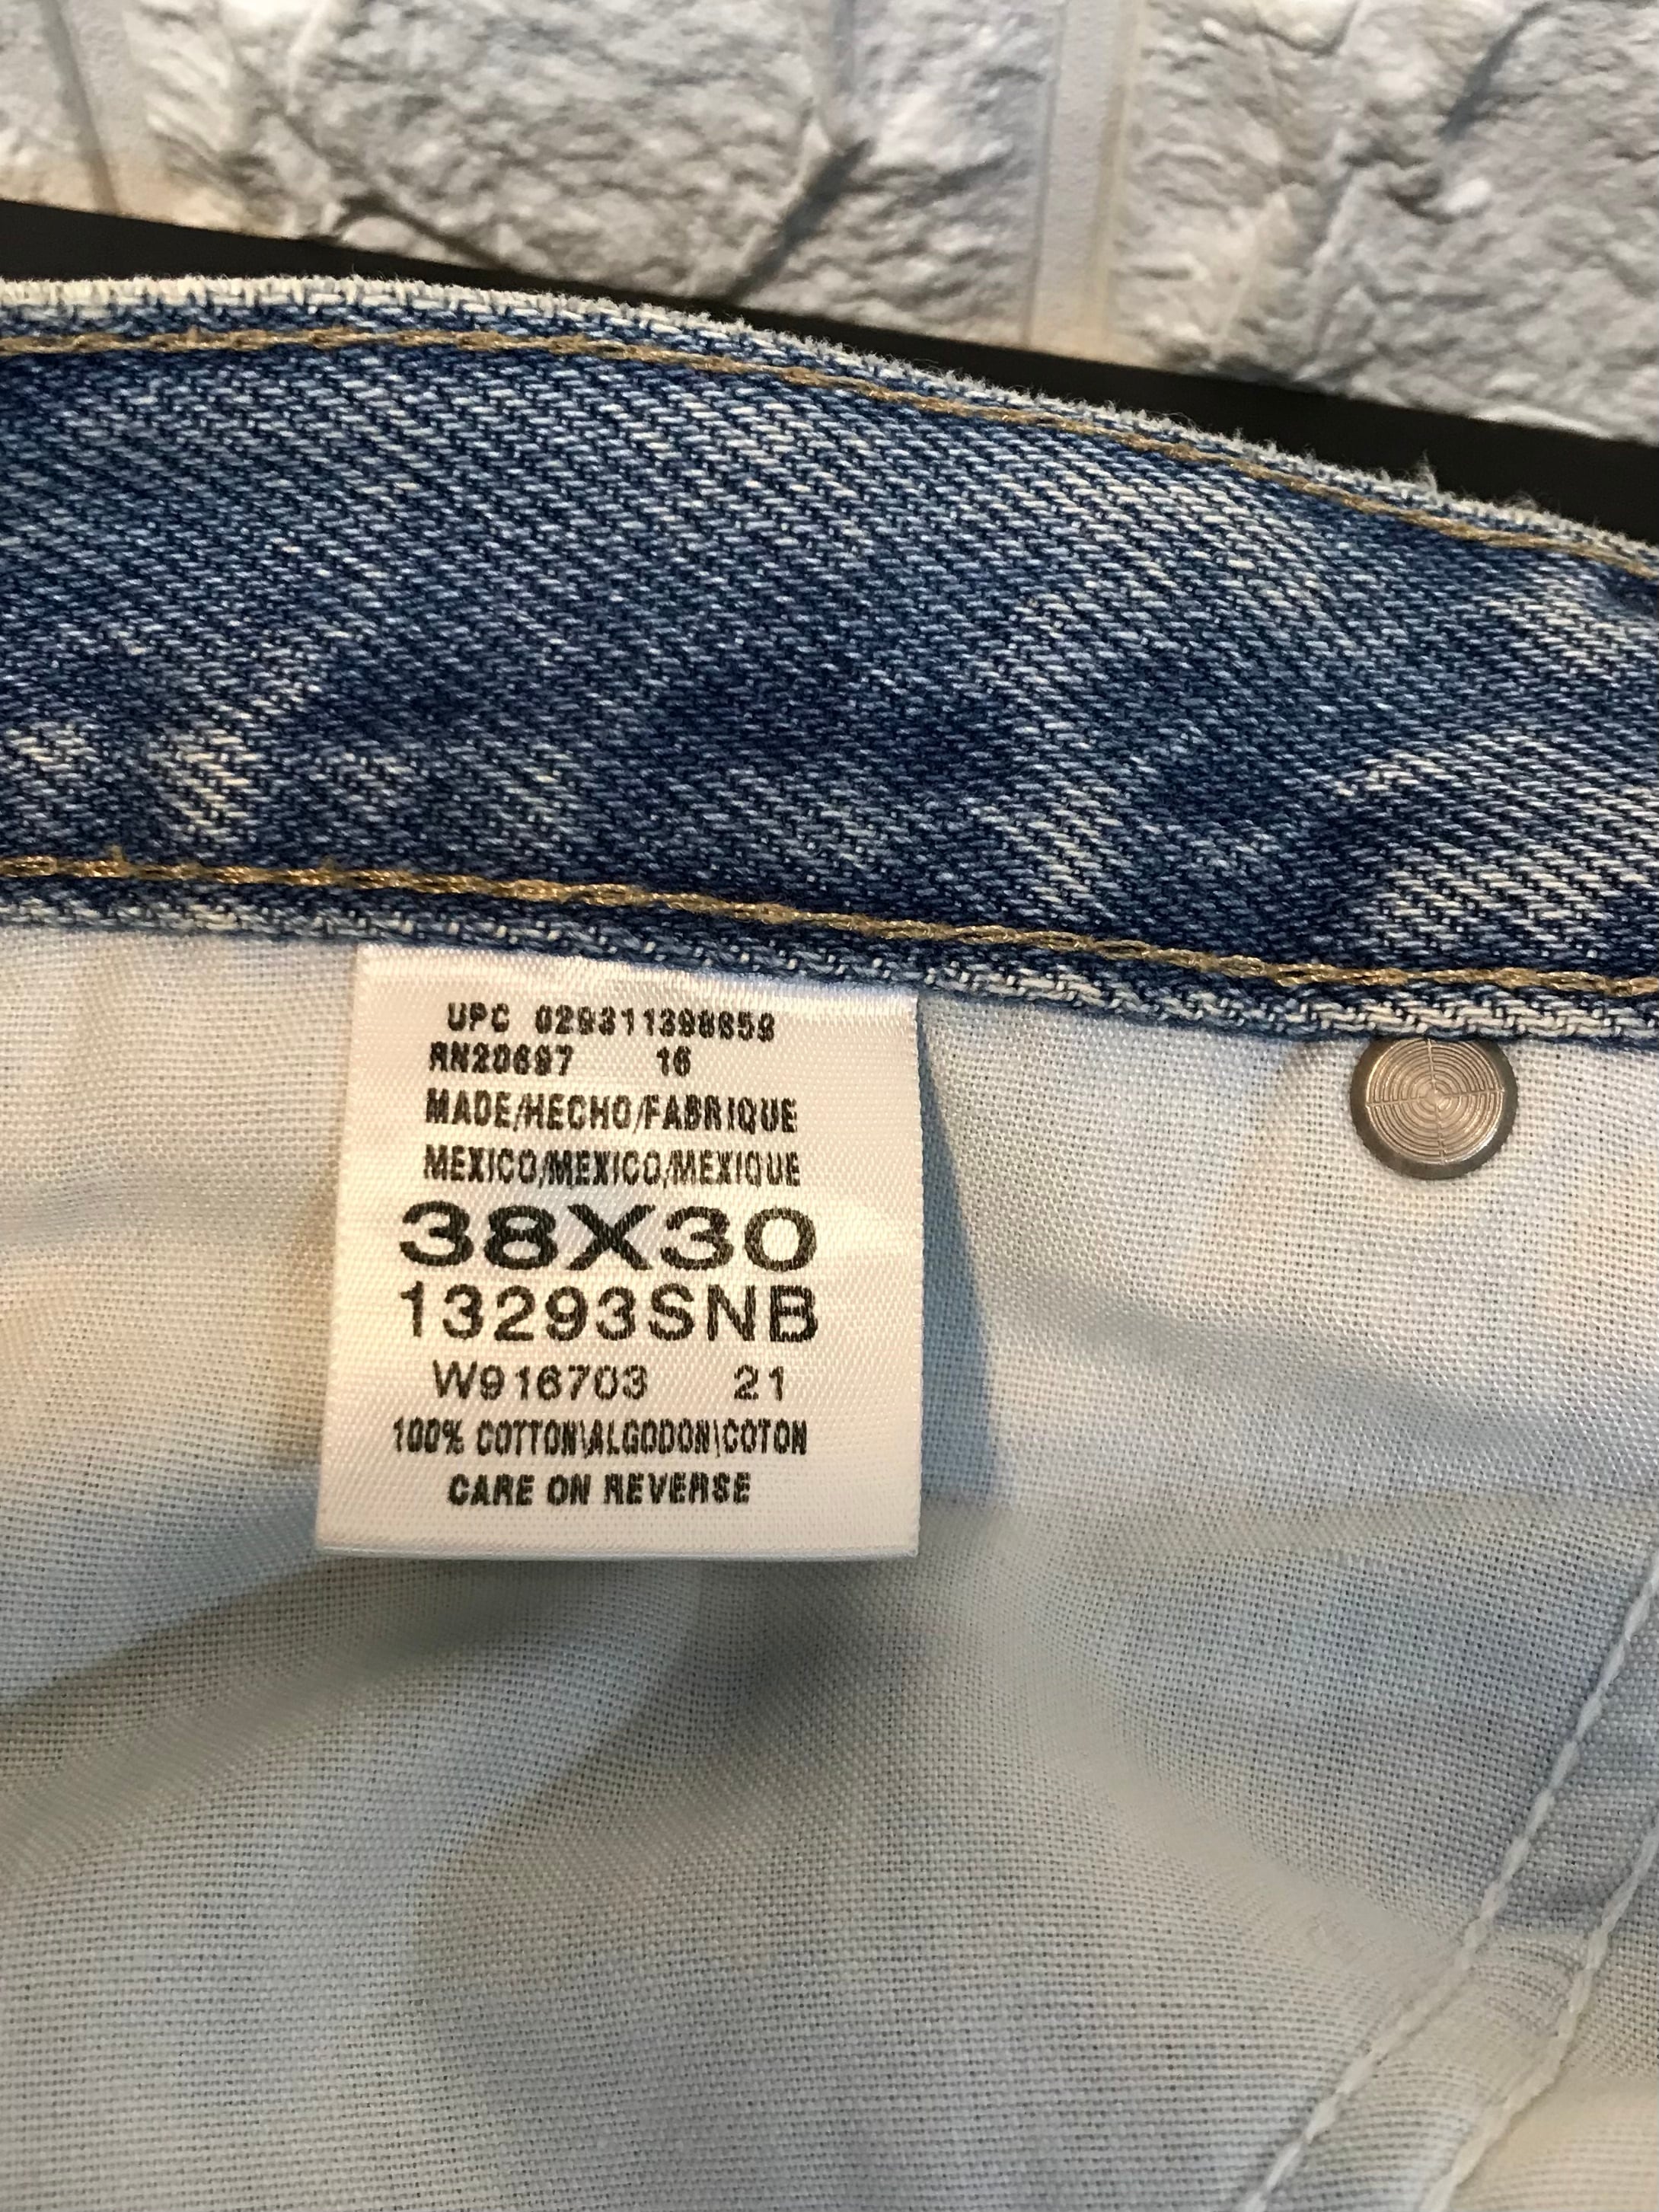 UPC 029311398859
RN20697 16
MADE/HECHO/FABRIQUE
MEXICO/MEXICO/MEXIQUE
38X30
13293SNB
W916703 21
100% COTTON\ALGODON\COTON
CARE ON REVERSE